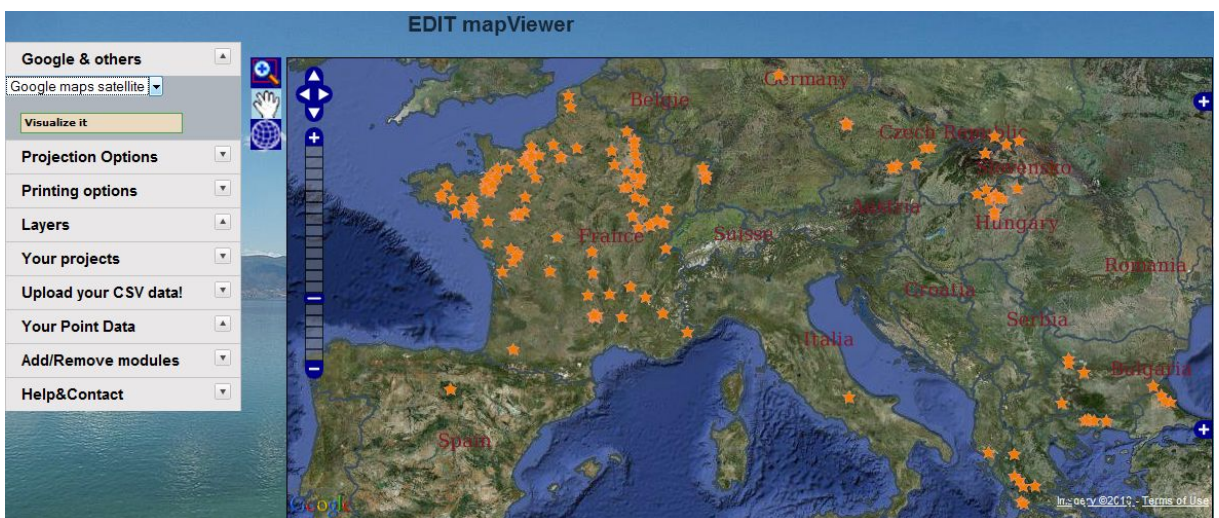 EDIT mapViewer
Google & others
Google maps satellite
Visualize it
Projection Options
Printing options
Layers
Your projects
Upload your CSV data!
Your Point Data
Add/Remove modules
Help&Contact
Germany
Belgie
Czech Republic
Slovensko
Austria
Hungary
France
Suisse
Romania
Croatia
Serbia
Italia
Bulgaria
Spain
Google
Imagery ©2010 - Terms of Use